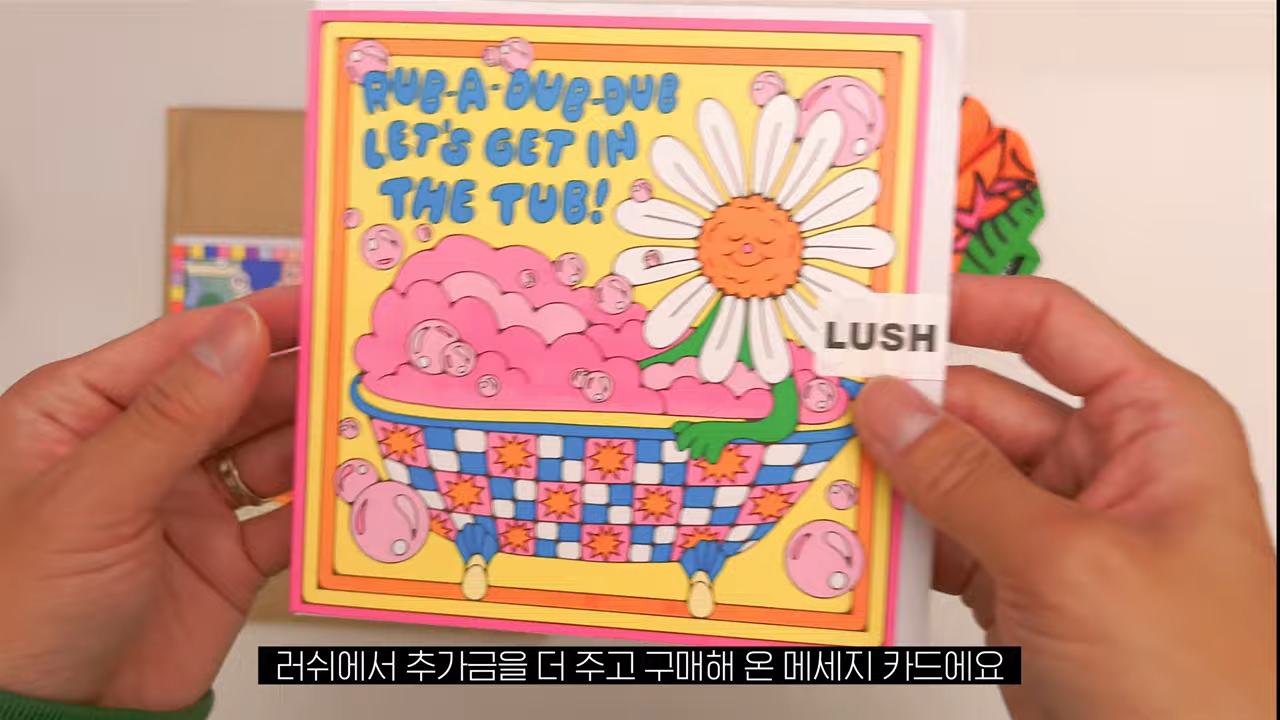 RUB-A-DUB-DUB
LET'S GET IN
THE TUB!
LUSH
러쉬에서 추가금을 더 주고 구매해 온 메세지 카드에요